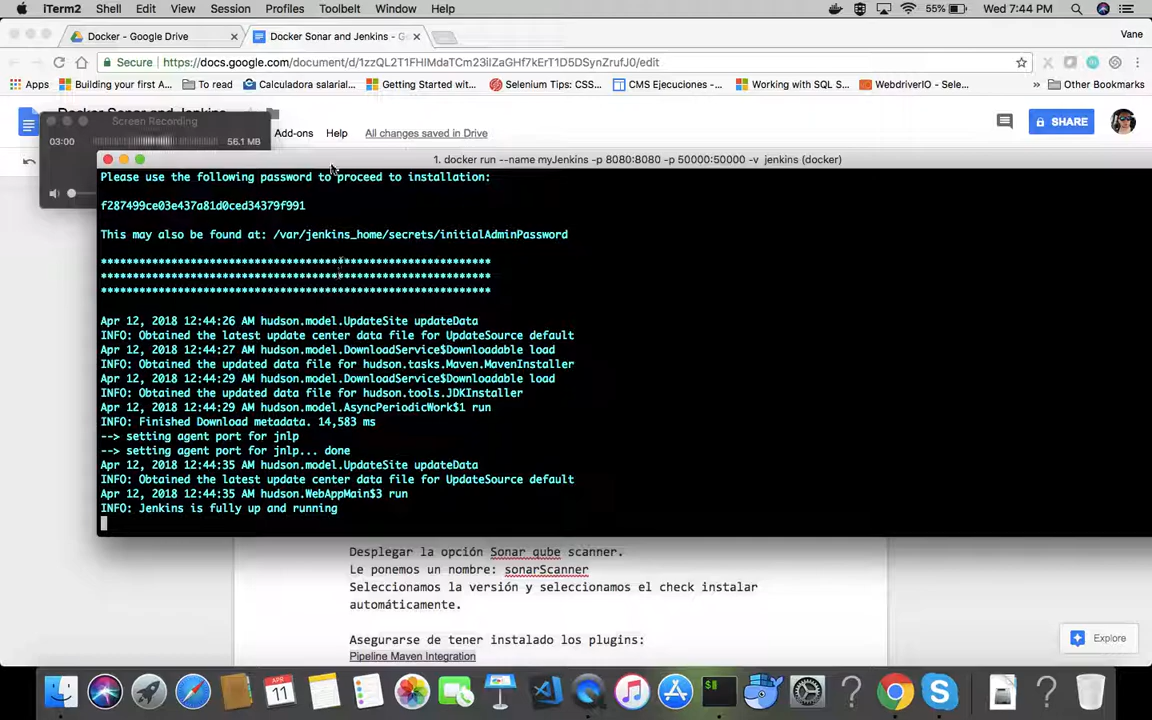 iTerm2 Shell Edit View Session Profiles Toolbelt Window Help 55% Wed 7:44 PM
Docker - Google Drive × Docker Sonar and Jenkins - G × Vane
Secure https://docs.google.com/document/d/1zzQL2T1FHIMdaTCm23iIZaGHf7kErT1D5DSynZrufJ0/edit
Apps Building your first A... To read Calculadora salarial... Getting Started wit... Selenium Tips: CSS... CMS Ejecuciones -... Working with SQL S... WebdriverIO - Sele... » Other Bookmarks
Docker Sonar and Jenkins
Screen Recording
Add-ons Help All changes saved in Drive SHARE
03:00 56.1 MB
1. docker run --name myJenkins -p 8080:8080 -p 50000:50000 -v jenkins (docker)
Please use the following password to proceed to installation:
f287499ce03e437a81d0ced34379f991
This may also be found at: /var/jenkins_home/secrets/initialAdminPassword
*************************************************************
*************************************************************
*************************************************************
Apr 12, 2018 12:44:26 AM hudson.model.UpdateSite updateData
INFO: Obtained the latest update center data file for UpdateSource default
Apr 12, 2018 12:44:27 AM hudson.model.DownloadService$Downloadable load
INFO: Obtained the updated data file for hudson.tasks.Maven.MavenInstaller
Apr 12, 2018 12:44:29 AM hudson.model.DownloadService$Downloadable load
INFO: Obtained the updated data file for hudson.tools.JDKInstaller
Apr 12, 2018 12:44:29 AM hudson.model.AsyncPeriodicWork$1 run
INFO: Finished Download metadata. 14,583 ms
--> setting agent port for jnlp
--> setting agent port for jnlp... done
Apr 12, 2018 12:44:35 AM hudson.model.UpdateSite updateData
INFO: Obtained the latest update center data file for UpdateSource default
Apr 12, 2018 12:44:35 AM hudson.WebAppMain$3 run
INFO: Jenkins is fully up and running
Desplegar la opción Sonar qube scanner.
Le ponemos un nombre: sonarScanner
Seleccionamos la versión y seleccionamos el check instalar
automáticamente.
Asegurarse de tener instalado los plugins:
Pipeline Maven Integration
Explore
APR
11
$